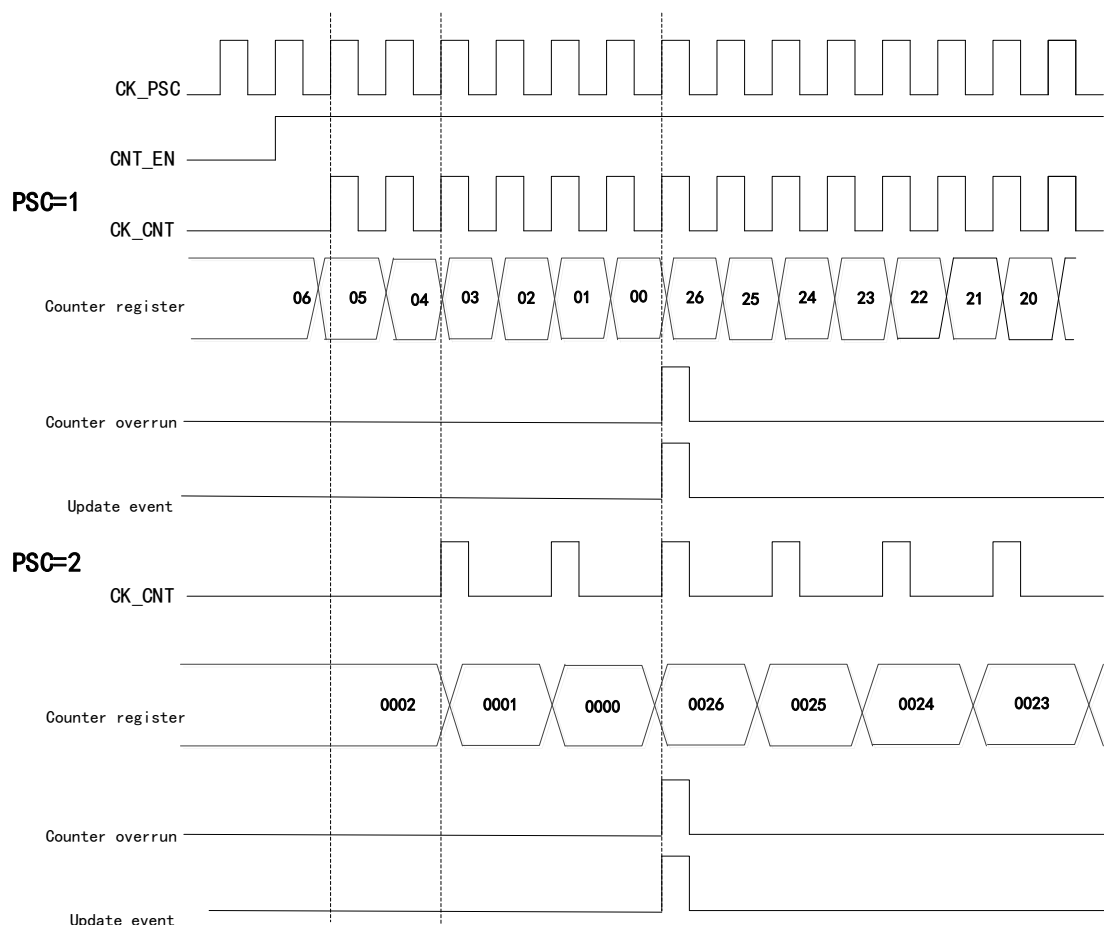 CK_PSC
CNT_EN
PSC=1
CK_CNT
Counter register 06 05 04 03 02 01 00 26 25 24 23 22 21 20
Counter overrun
Update event
PSC=2
CK_CNT
Counter register 0002 0001 0000 0026 0025 0024 0023
Counter overrun
Update event